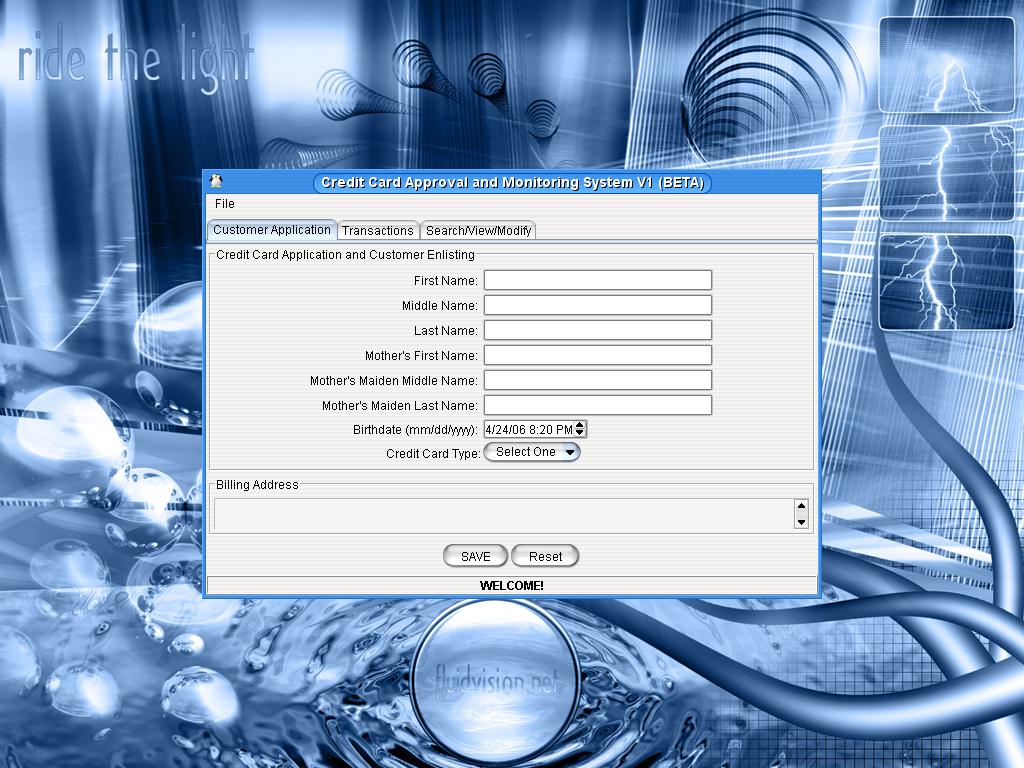 ride the light
Credit Card Approval and Monitoring System V1 (BETA)
File
Customer Application Transactions Search/View/Modify
Credit Card Application and Customer Enlisting
First Name:
Middle Name:
Last Name:
Mother's First Name:
Mother's Maiden Middle Name:
Mother's Maiden Last Name:
Birthdate (mm/dd/yyyy): 4/24/06 8:20 PM
Credit Card Type: Select One
Billing Address
SAVE Reset
WELCOME!
fluidvision.net